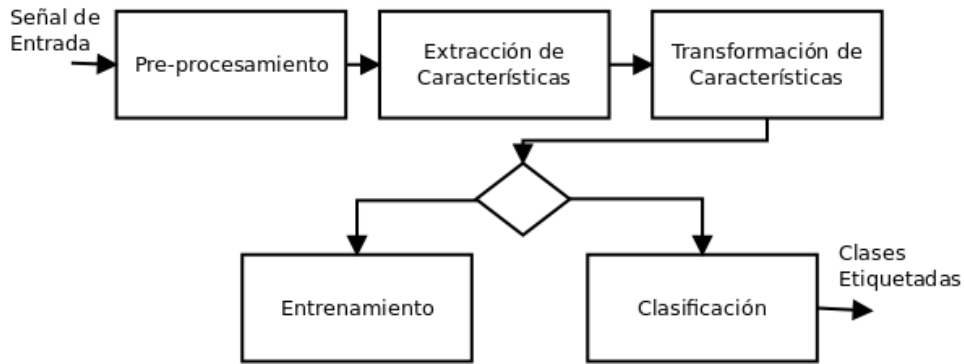 Señal de
Entrada
Pre-procesamiento
Extracción de
Características
Transformación de
Características
Entrenamiento
Clasificación
Clases
Etiquetadas